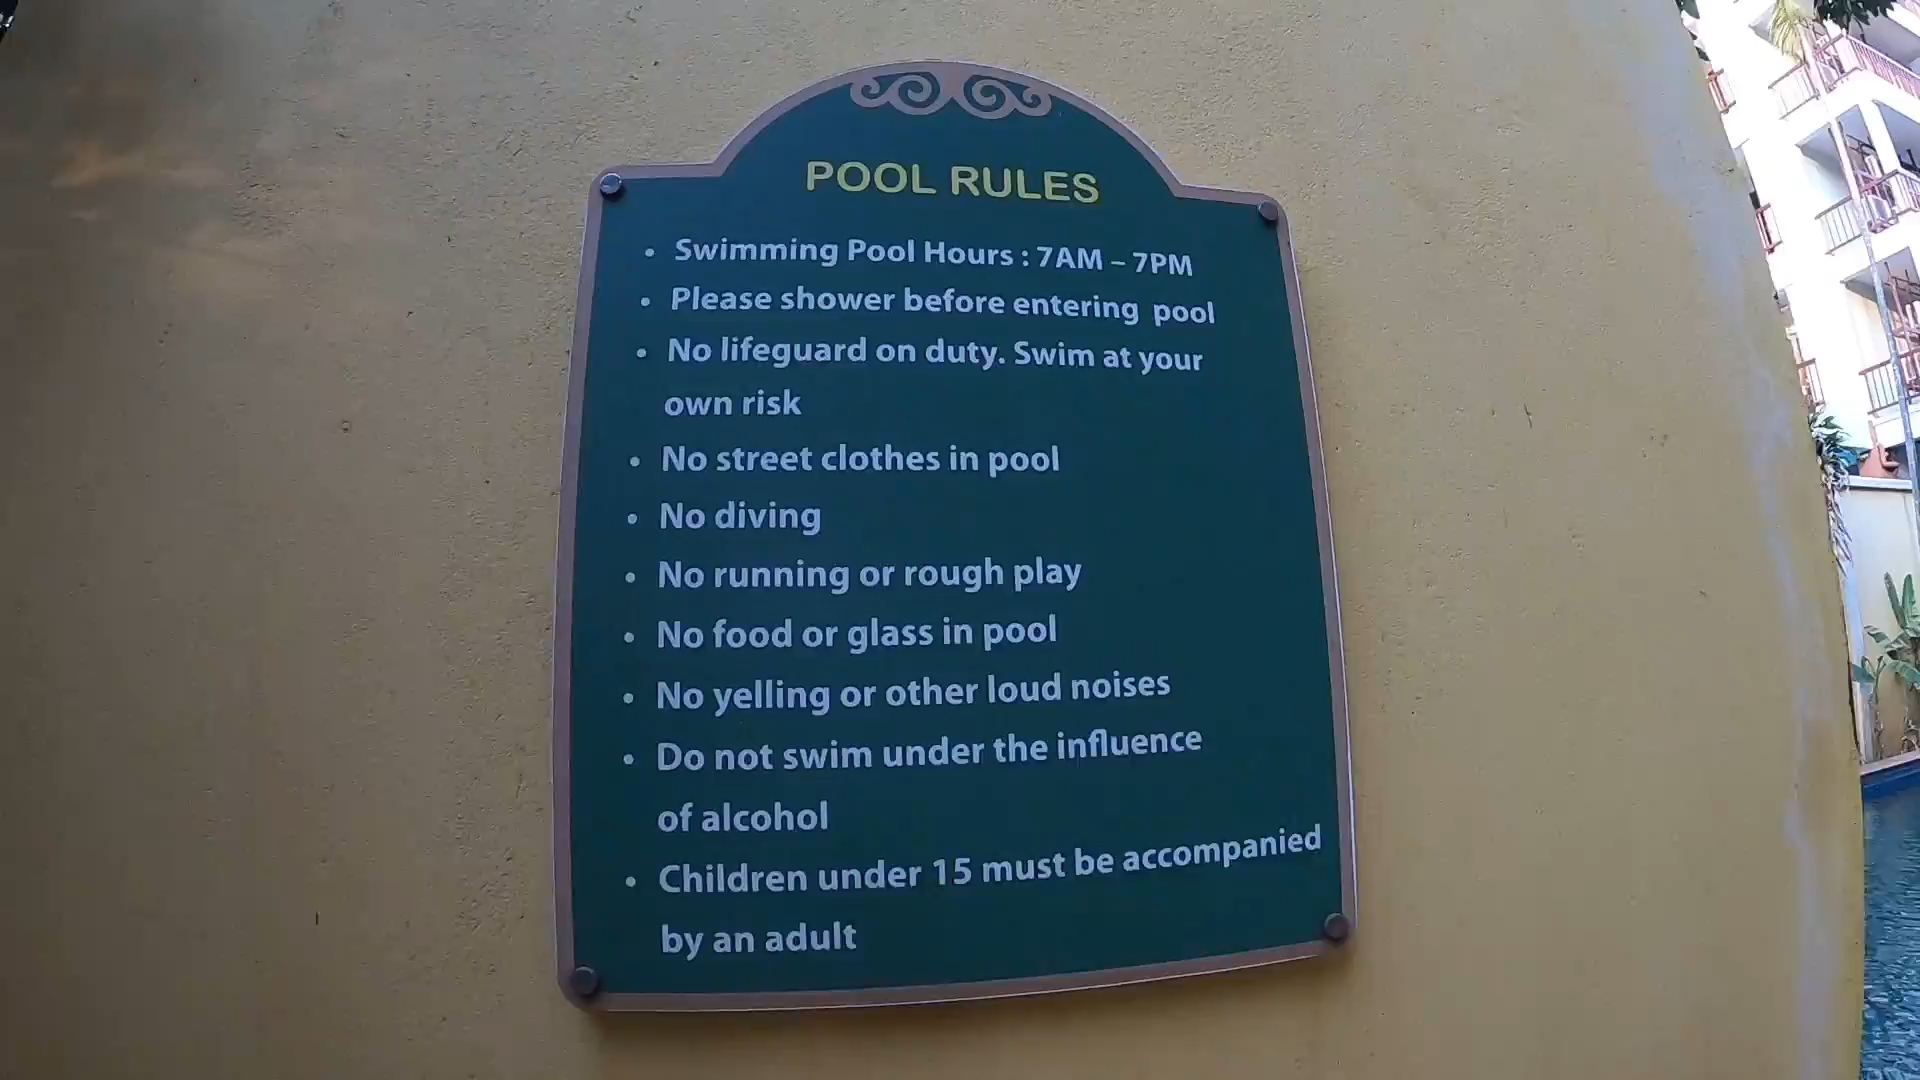 POOL RULES
• Swimming Pool Hours : 7AM – 7PM
• Please shower before entering pool
• No lifeguard on duty. Swim at your
own risk
• No street clothes in pool
• No diving
• No running or rough play
• No food or glass in pool
• No yelling or other loud noises
• Do not swim under the influence
of alcohol
• Children under 15 must be accompanied
by an adult